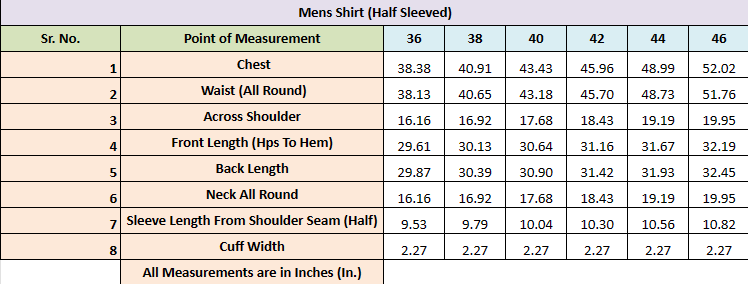 Mens Shirt (Half Sleeved)
Sr. No. Point of Measurement 36 38 40 42 44 46
1 Chest 38.38 40.91 43.43 45.96 48.99 52.02
2 Waist (All Round) 38.13 40.65 43.18 45.70 48.73 51.76
3 Across Shoulder 16.16 16.92 17.68 18.43 19.19 19.95
4 Front Length (Hps To Hem) 29.61 30.13 30.64 31.16 31.67 32.19
5 Back Length 29.87 30.39 30.90 31.42 31.93 32.45
6 Neck All Round 16.16 16.92 17.68 18.43 19.19 19.95
7 Sleeve Length From Shoulder Seam (Half) 9.53 9.79 10.04 10.30 10.56 10.82
8 Cuff Width 2.27 2.27 2.27 2.27 2.27 2.27
All Measurements are in Inches (In.)